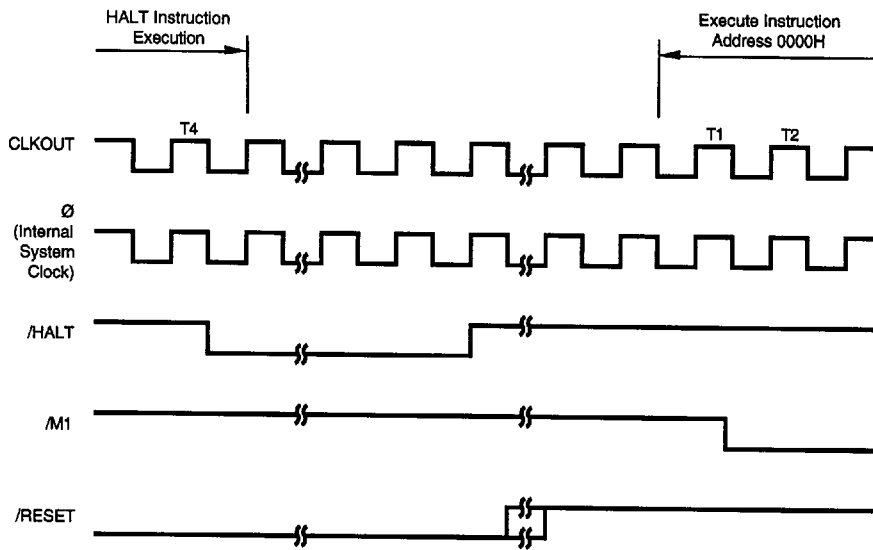 HALT Instruction
Execution
Execute Instruction
Address 0000H
T4
T1
T2
CLKOUT
Ø
(Internal
System
Clock)
/HALT
/M1
/RESET